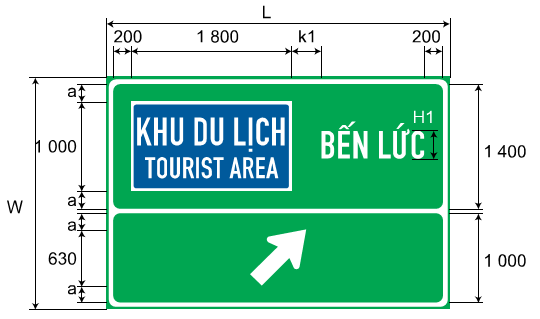 L
200 1 800 k1 200
a
1 000
a
W
a
630
a
KHU DU LỊCH
TOURIST AREA
BẾN LỨC
H1
1 400
1 000